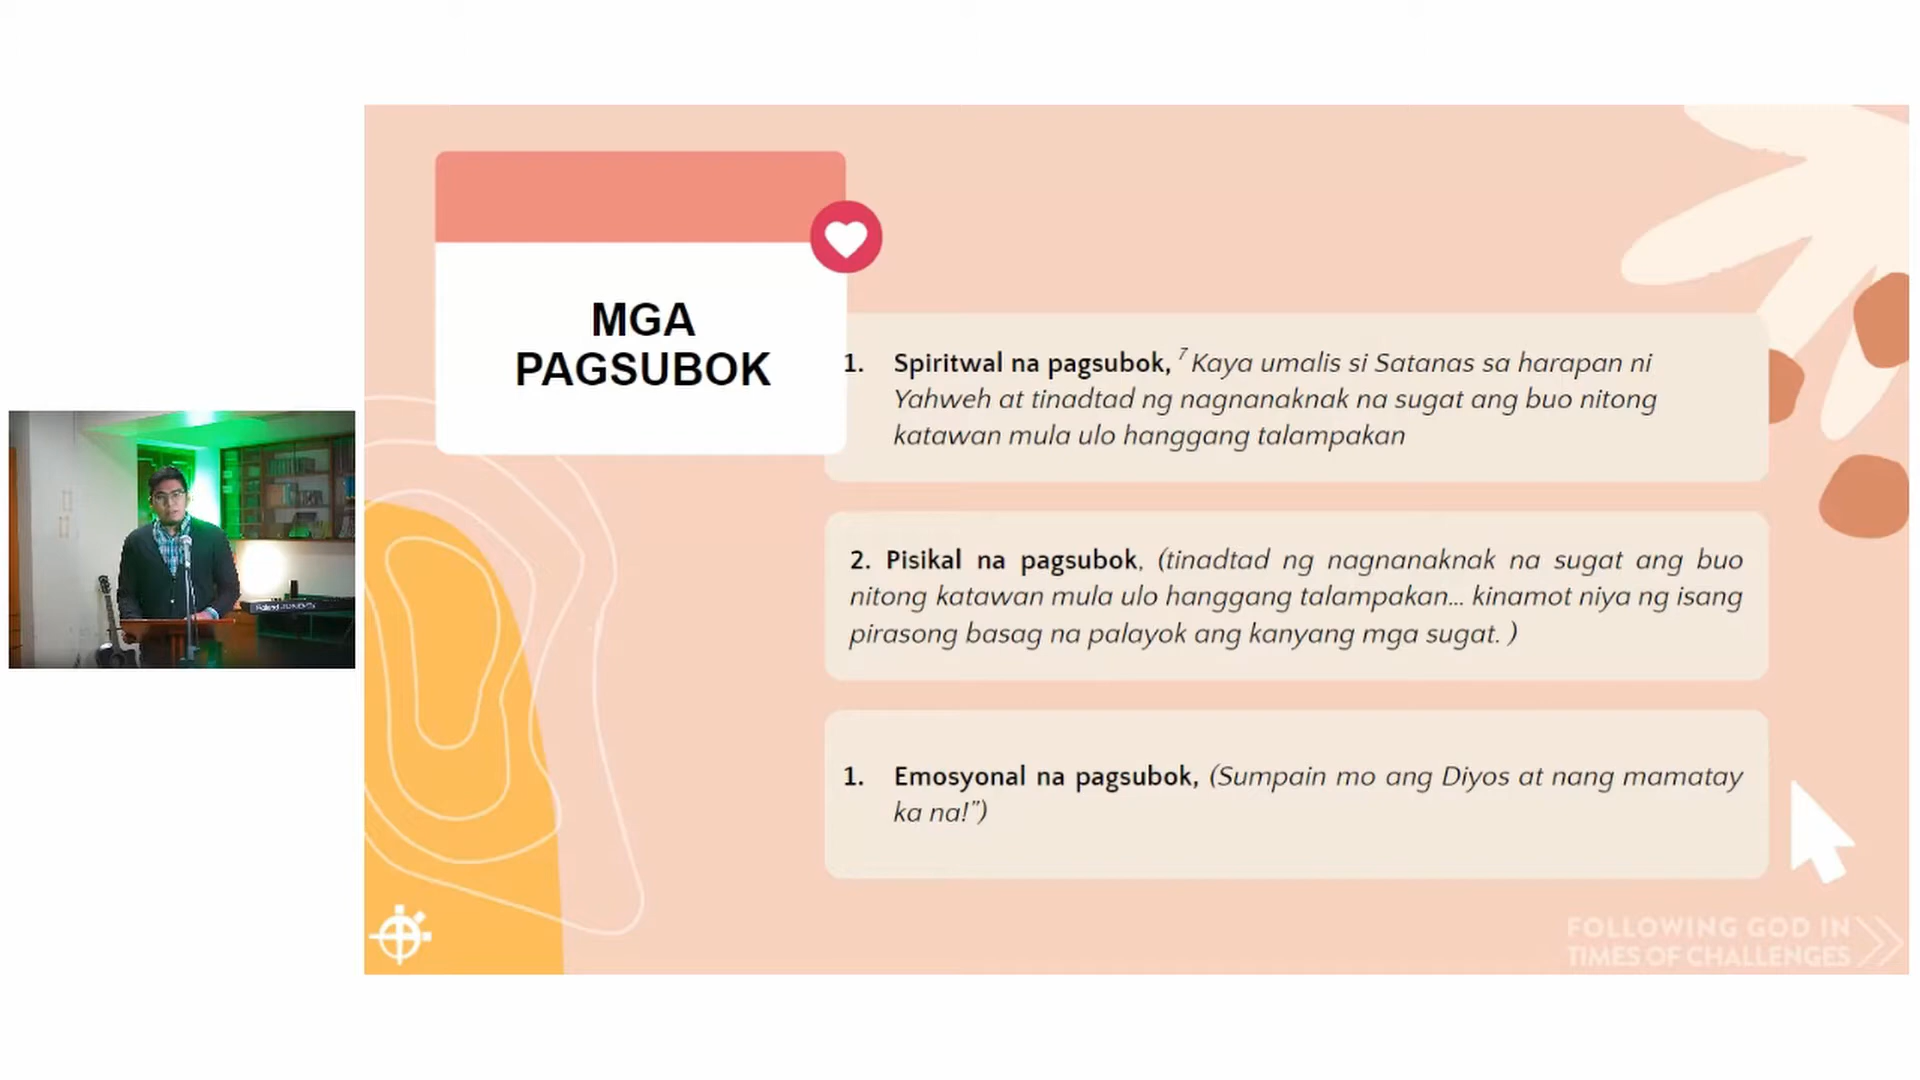 MGA
PAGSUBOK
1. Spiritwal na pagsubok, ⁷ Kaya umalis si Satanas sa harapan ni
Yahweh at tinadtad ng nagnanaknak na sugat ang buo nitong
katawan mula ulo hanggang talampakan
2. Pisikal na pagsubok, (tinadtad ng nagnanaknak na sugat ang buo
nitong katawan mula ulo hanggang talampakan... kinamot niya ng isang
pirasong basag na palayok ang kanyang mga sugat. )
1. Emosyonal na pagsubok, (Sumpain mo ang Diyos at nang mamatay
ka na!”)
FOLLOWING GOD IN
TIMES OF CHALLENGES
Roland